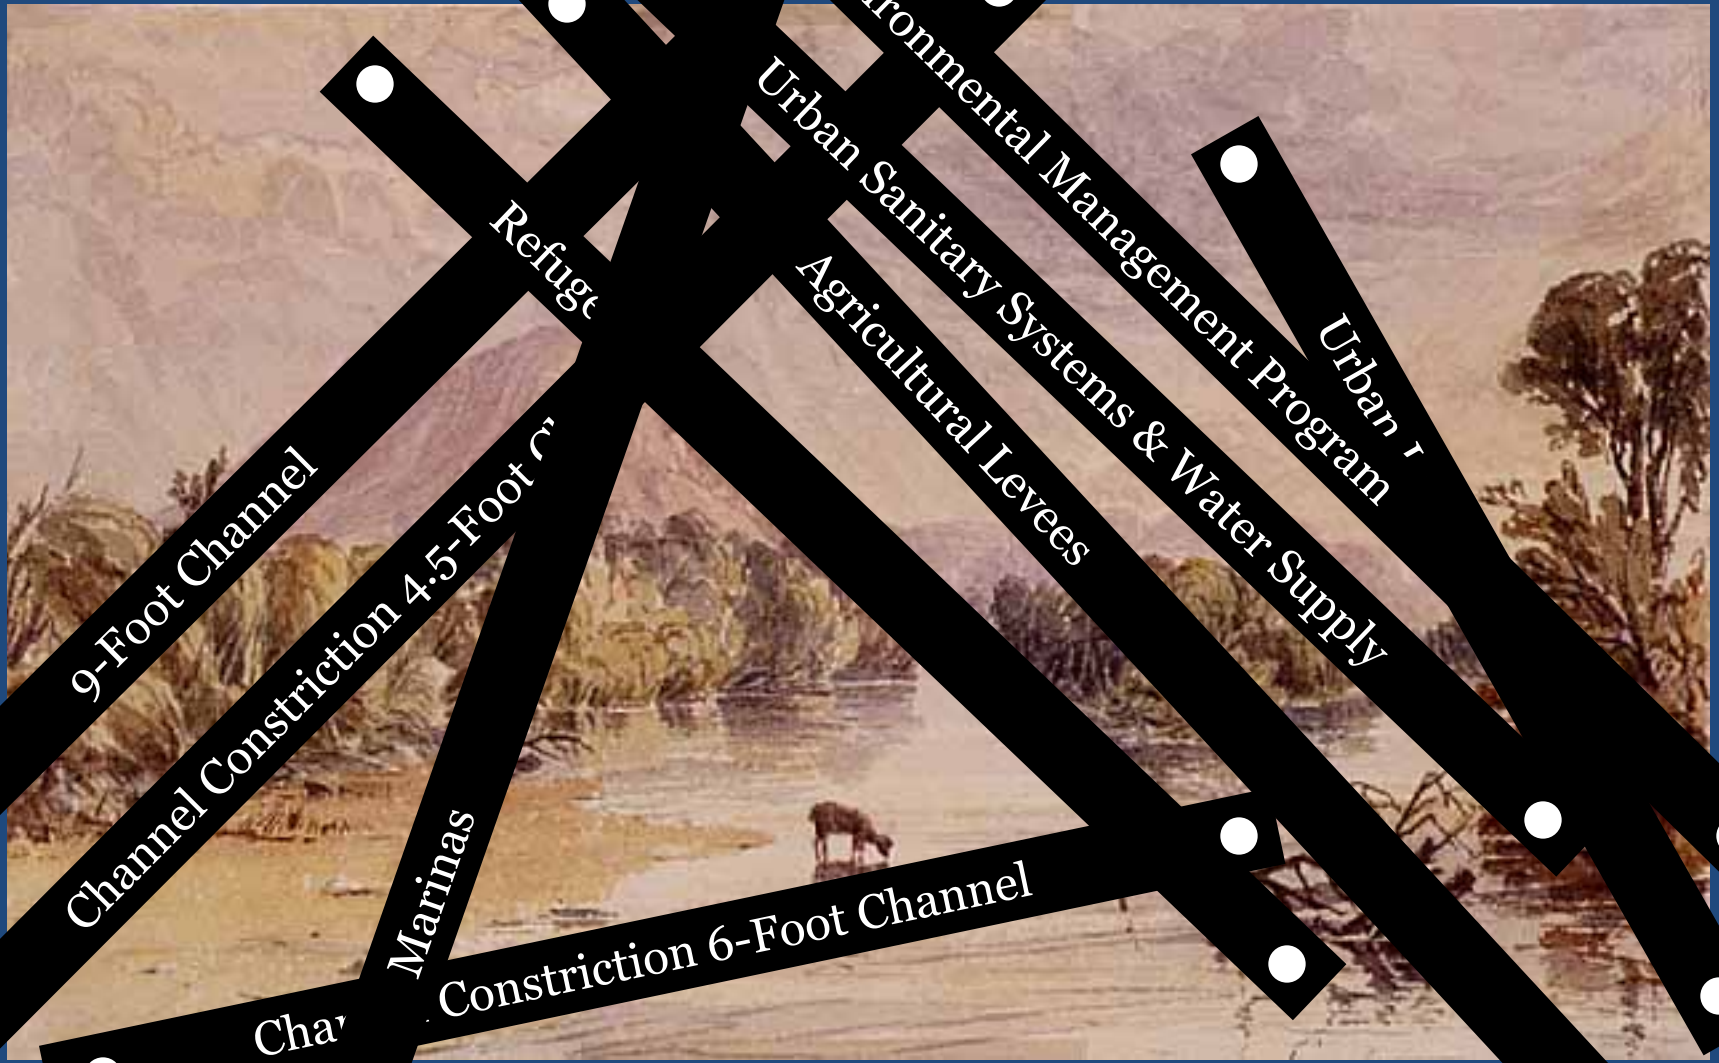 Management Program
Urban Sanitary Systems & Water Supply
Urban
Refuge
Agricultural Levees
9-Foot Channel
Channel Constriction 4.5-Foot
Marinas
Constriction 6-Foot Channel